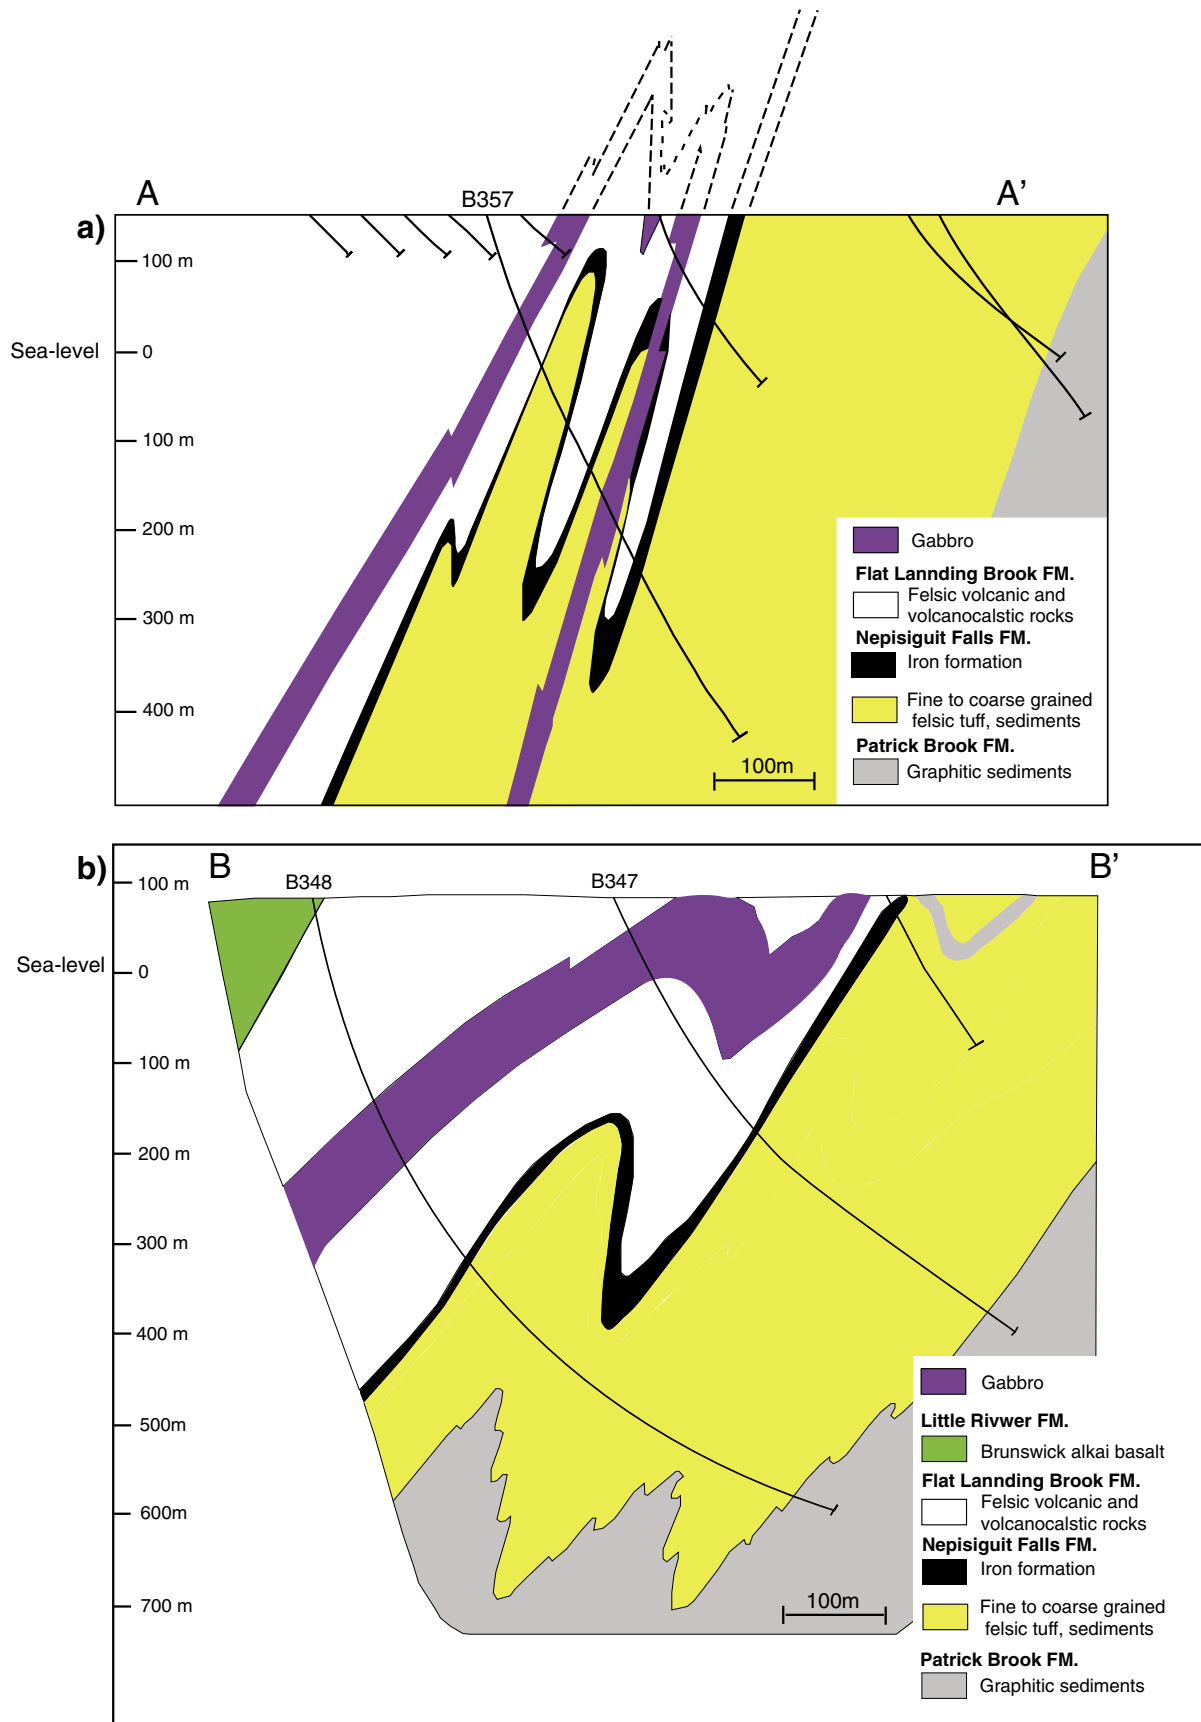 A
B357
A’
a)
100 m
Sea-level
0
100 m
200 m
300 m
400 m
Gabbro
Flat Lannding Brook FM.
Felsic volcanic and
volcanocalstic rocks
Nepisiguit Falls FM.
Iron formation
Fine to coarse grained
felsic tuff, sediments
Patrick Brook FM.
Graphitic sediments
100m
b)
B
B’
B348
B347
100 m
Sea-level
0
100 m
200 m
300 m
400 m
500m
600m
700 m
Gabbro
Little Rivwer FM.
Brunswick alkai basalt
Flat Lannding Brook FM.
Felsic volcanic and
volcanocalstic rocks
Nepisiguit Falls FM.
Iron formation
Fine to coarse grained
felsic tuff, sediments
Patrick Brook FM.
Graphitic sediments
100m